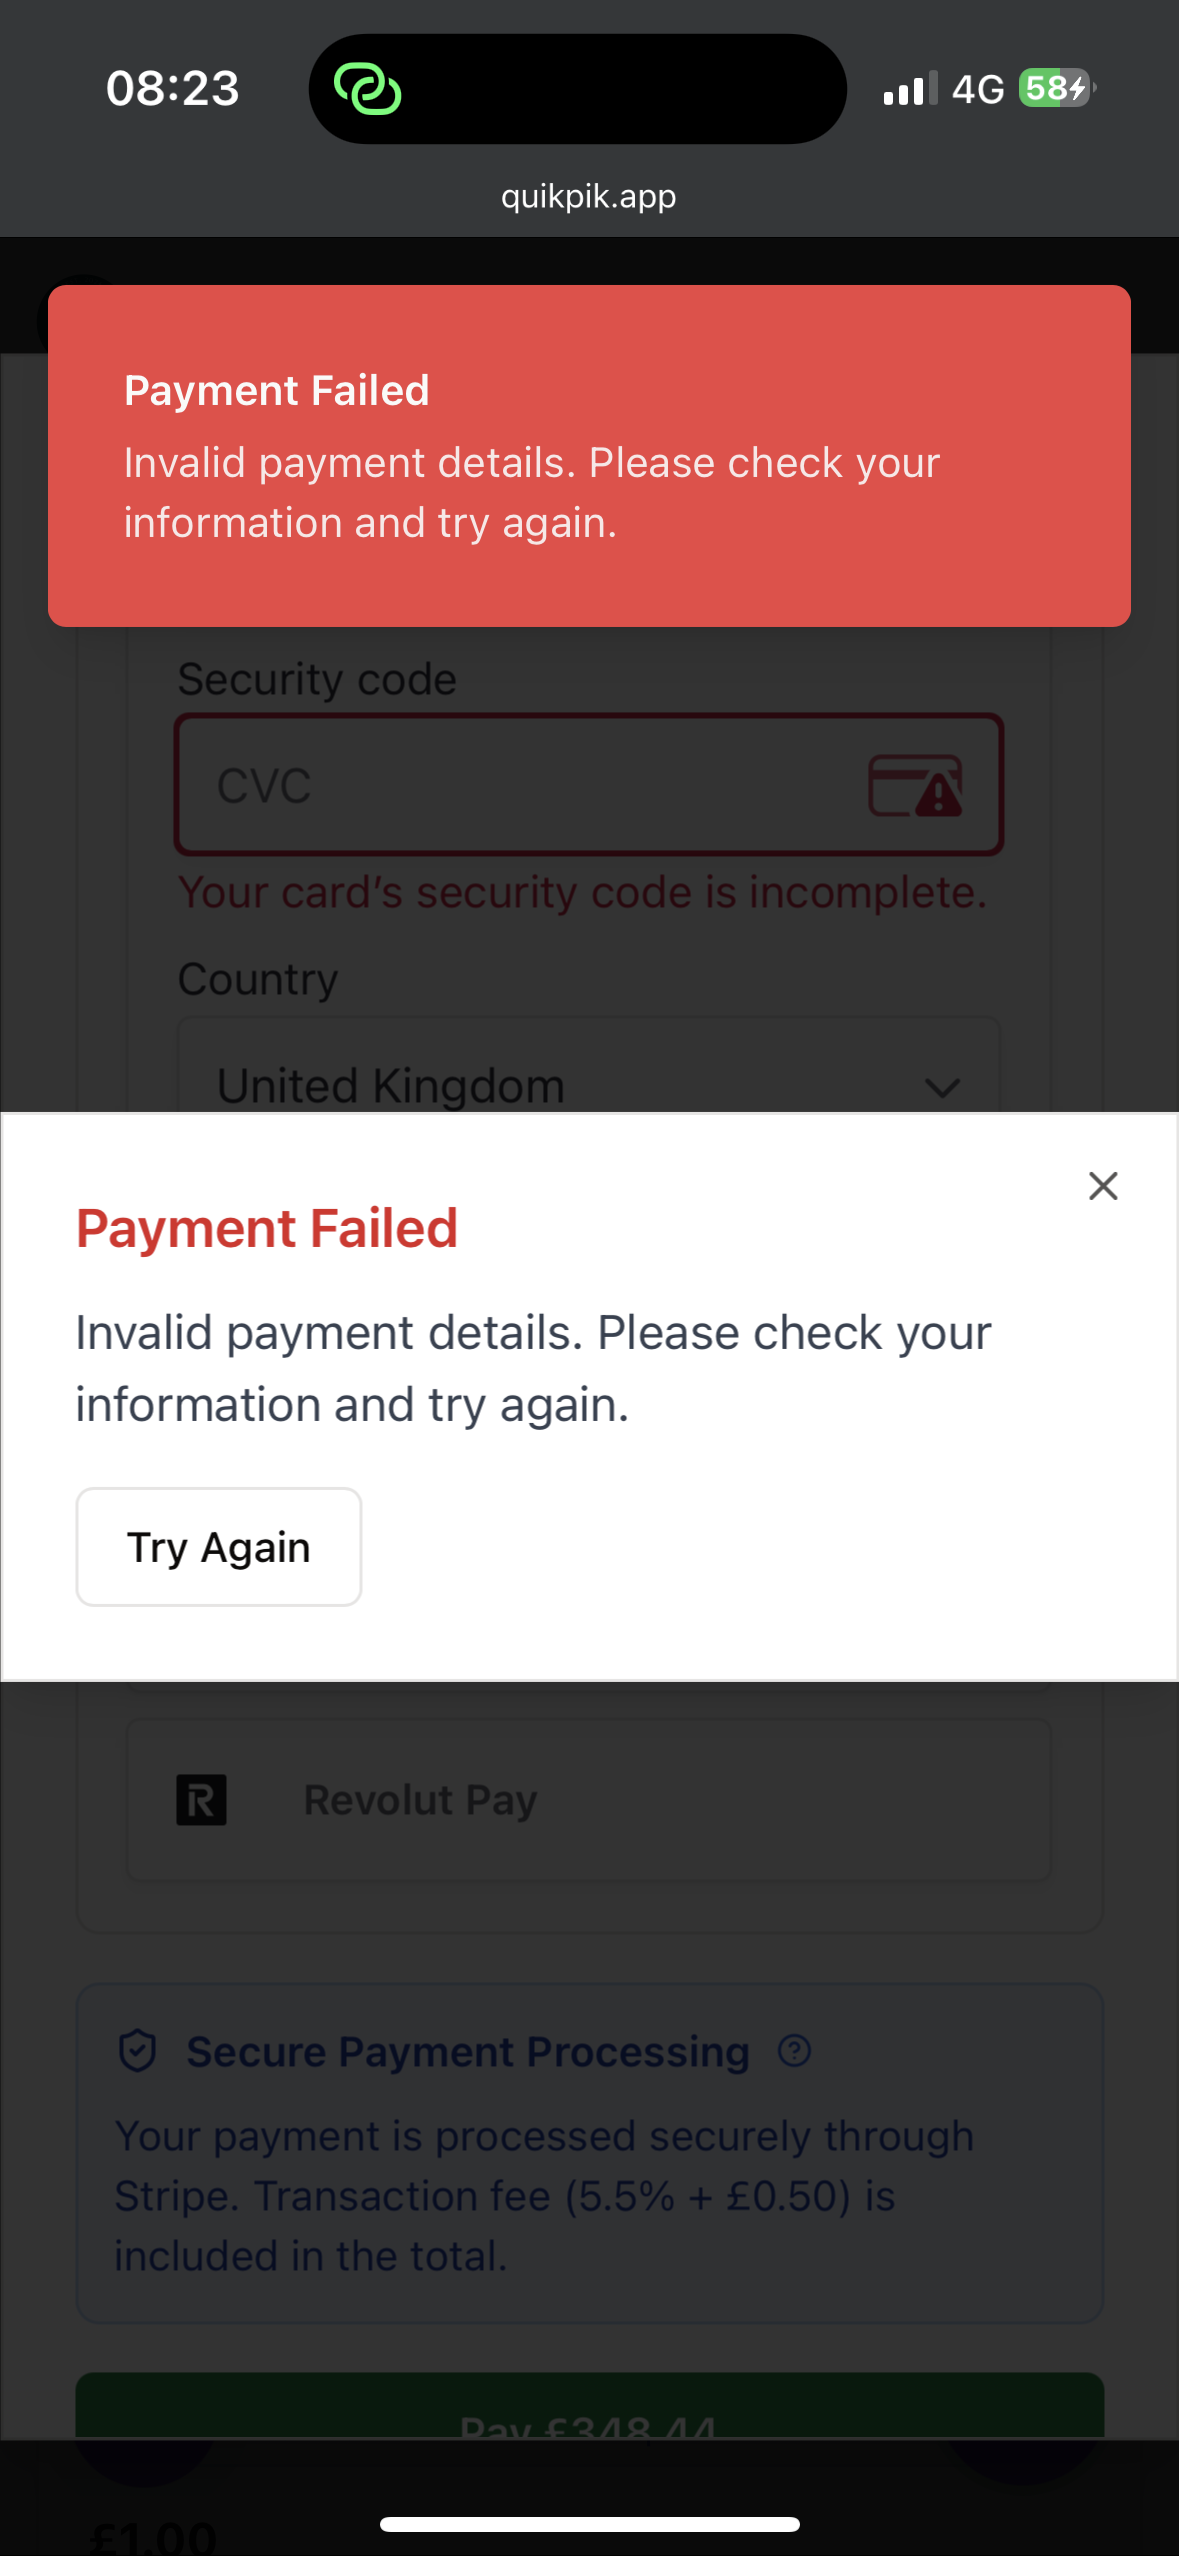 08:23
4G
58
quikpik.app
Payment Failed
Invalid payment details. Please check your
information and try again.
Security code
CVC
Your card's security code is incomplete.
Country
United Kingdom
Payment Failed
Invalid payment details. Please check your
information and try again.
Try Again
R
Revolut Pay
Secure Payment Processing
Your payment is processed securely through
Stripe. Transaction fee (5.5% + £0.50) is
included in the total.
Pay £348.44
£1.00